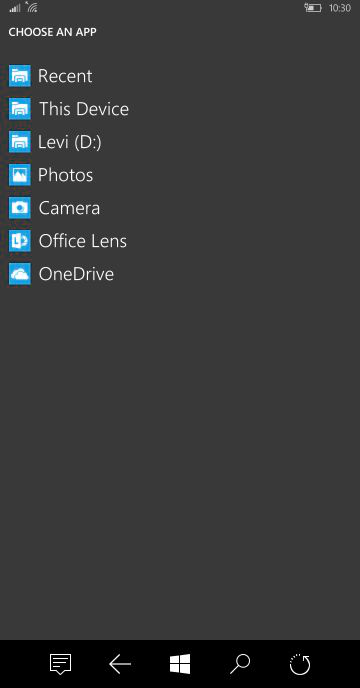 10:30
CHOOSE AN APP
Recent
This Device
Levi (D:)
Photos
Camera
Office Lens
OneDrive